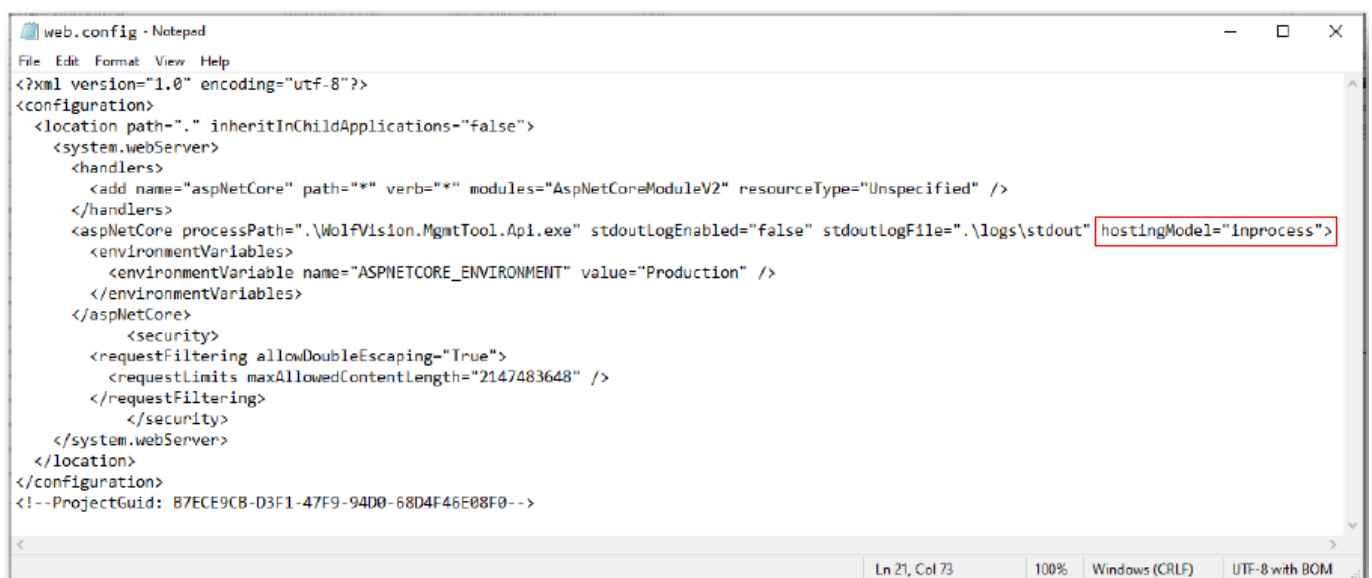 web.config - Notepad
File Edit Format View Help
<?xml version="1.0" encoding="utf-8"?>
<configuration>
  <location path="." inheritInChildApplications="false">
    <system.webServer>
      <handlers>
        <add name="aspNetCore" path="*" verb="*" modules="AspNetCoreModuleV2" resourceType="Unspecified" />
      </handlers>
      <aspNetCore processPath=".\WolfVision.MgmtTool.Api.exe" stdoutLogEnabled="false" stdoutLogFile=".\logs\stdout" hostingModel="inprocess">
        <environmentVariables>
          <environmentVariable name="ASPNETCORE_ENVIRONMENT" value="Production" />
        </environmentVariables>
      </aspNetCore>
            <security>
        <requestFiltering allowDoubleEscaping="True">
          <requestLimits maxAllowedContentLength="2147483648" />
        </requestFiltering>
            </security>
    </system.webServer>
  </location>
</configuration>
<!--ProjectGuid: B7ECE9CB-D3F1-47F9-94D0-68D4F46E08F0-->
Ln 21, Col 73 100% Windows (CRLF) UTF-8 with BOM